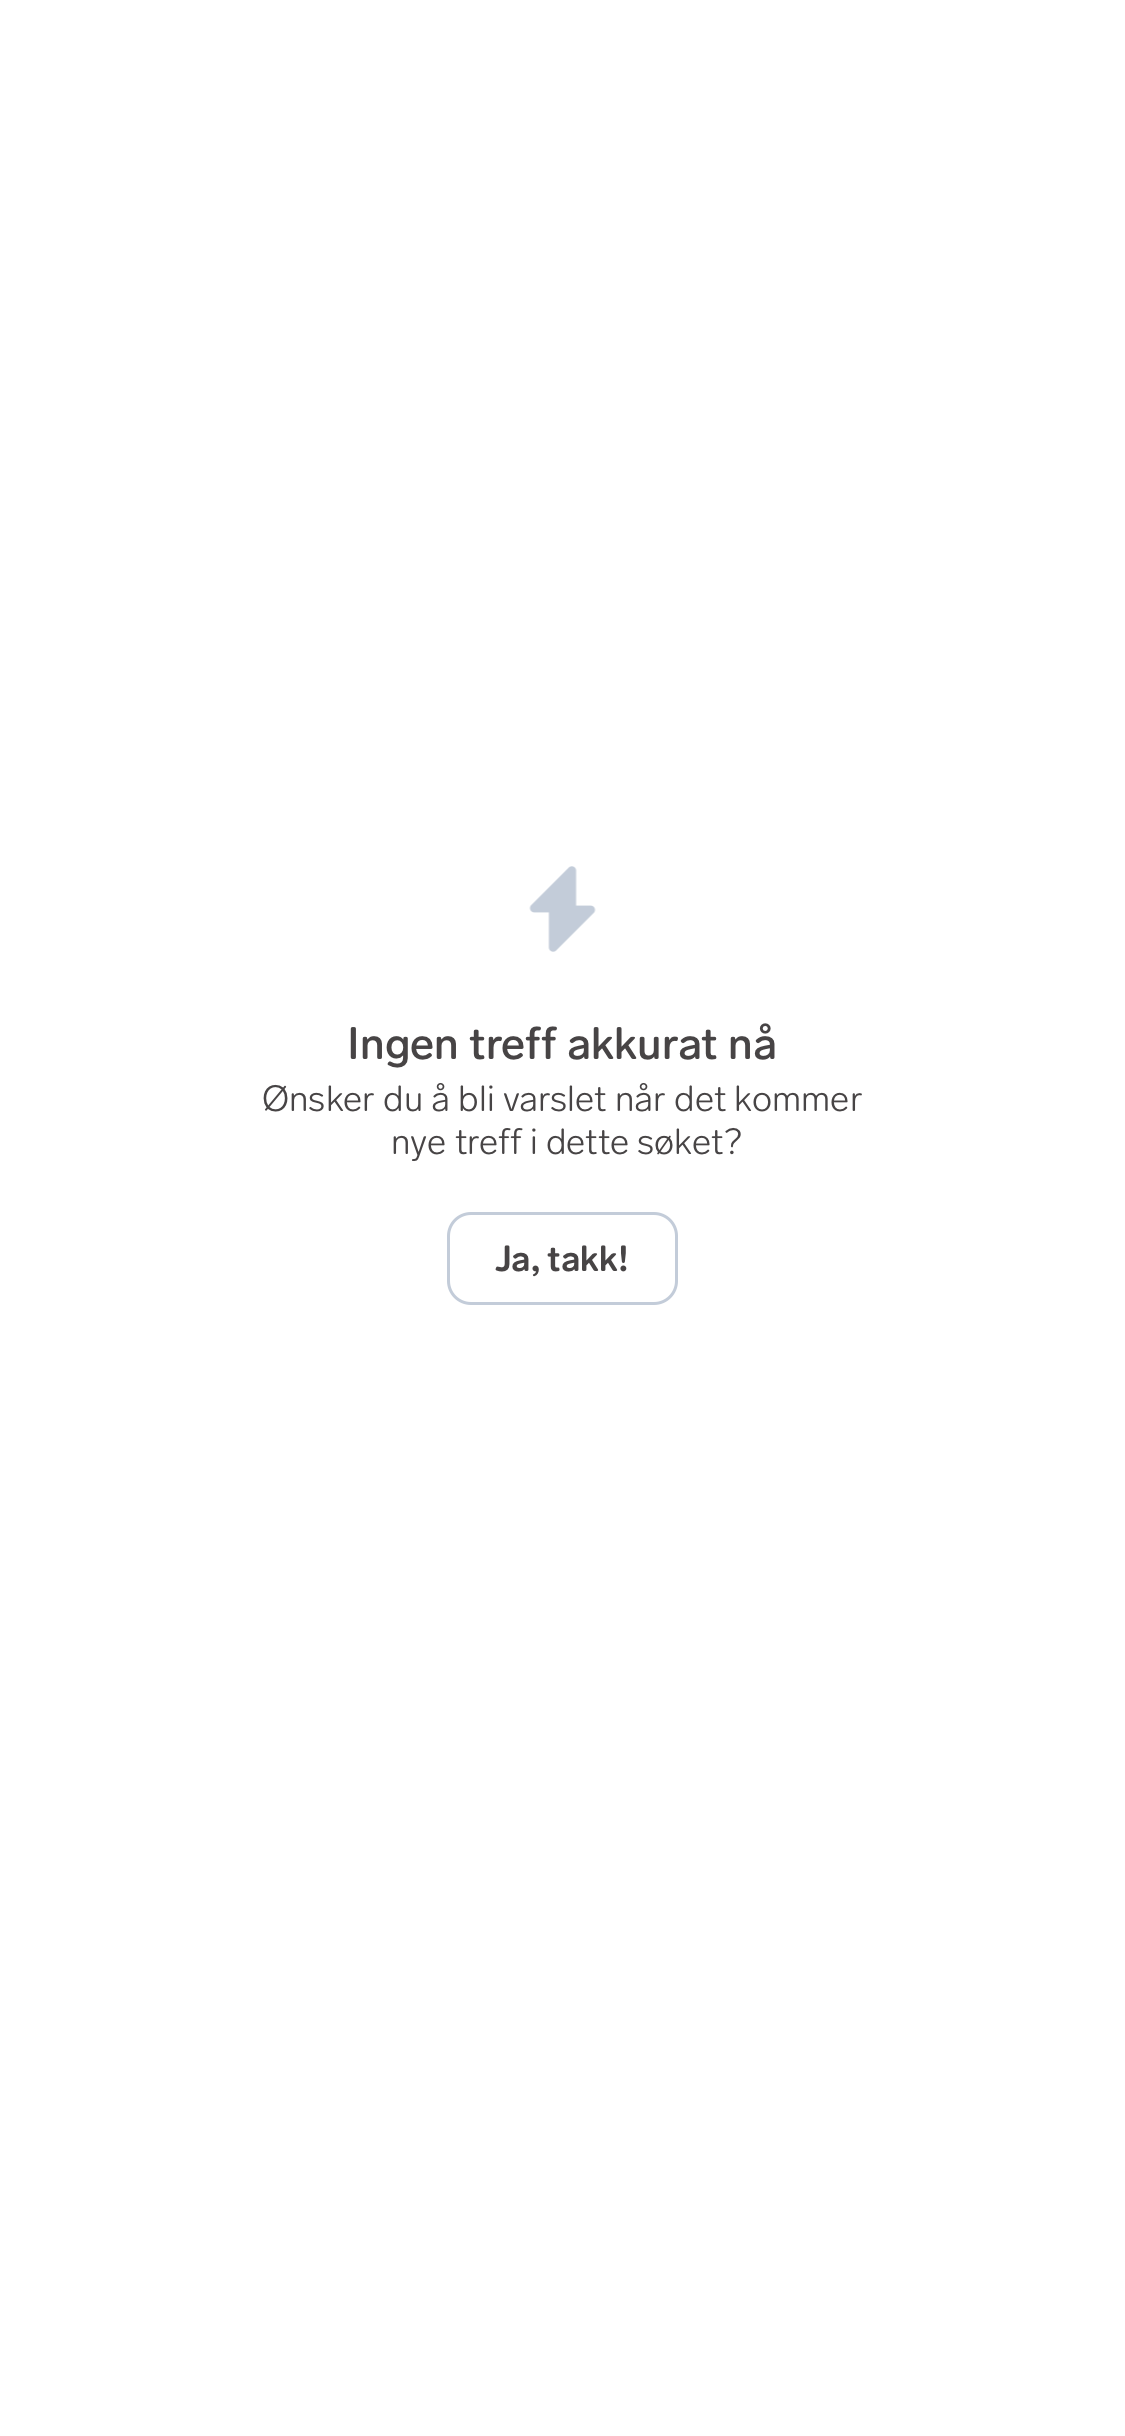 Ingen treff akkurat nå
Ønsker du å bli varslet når det kommer
nye treff i dette søket?
Ja, takk!